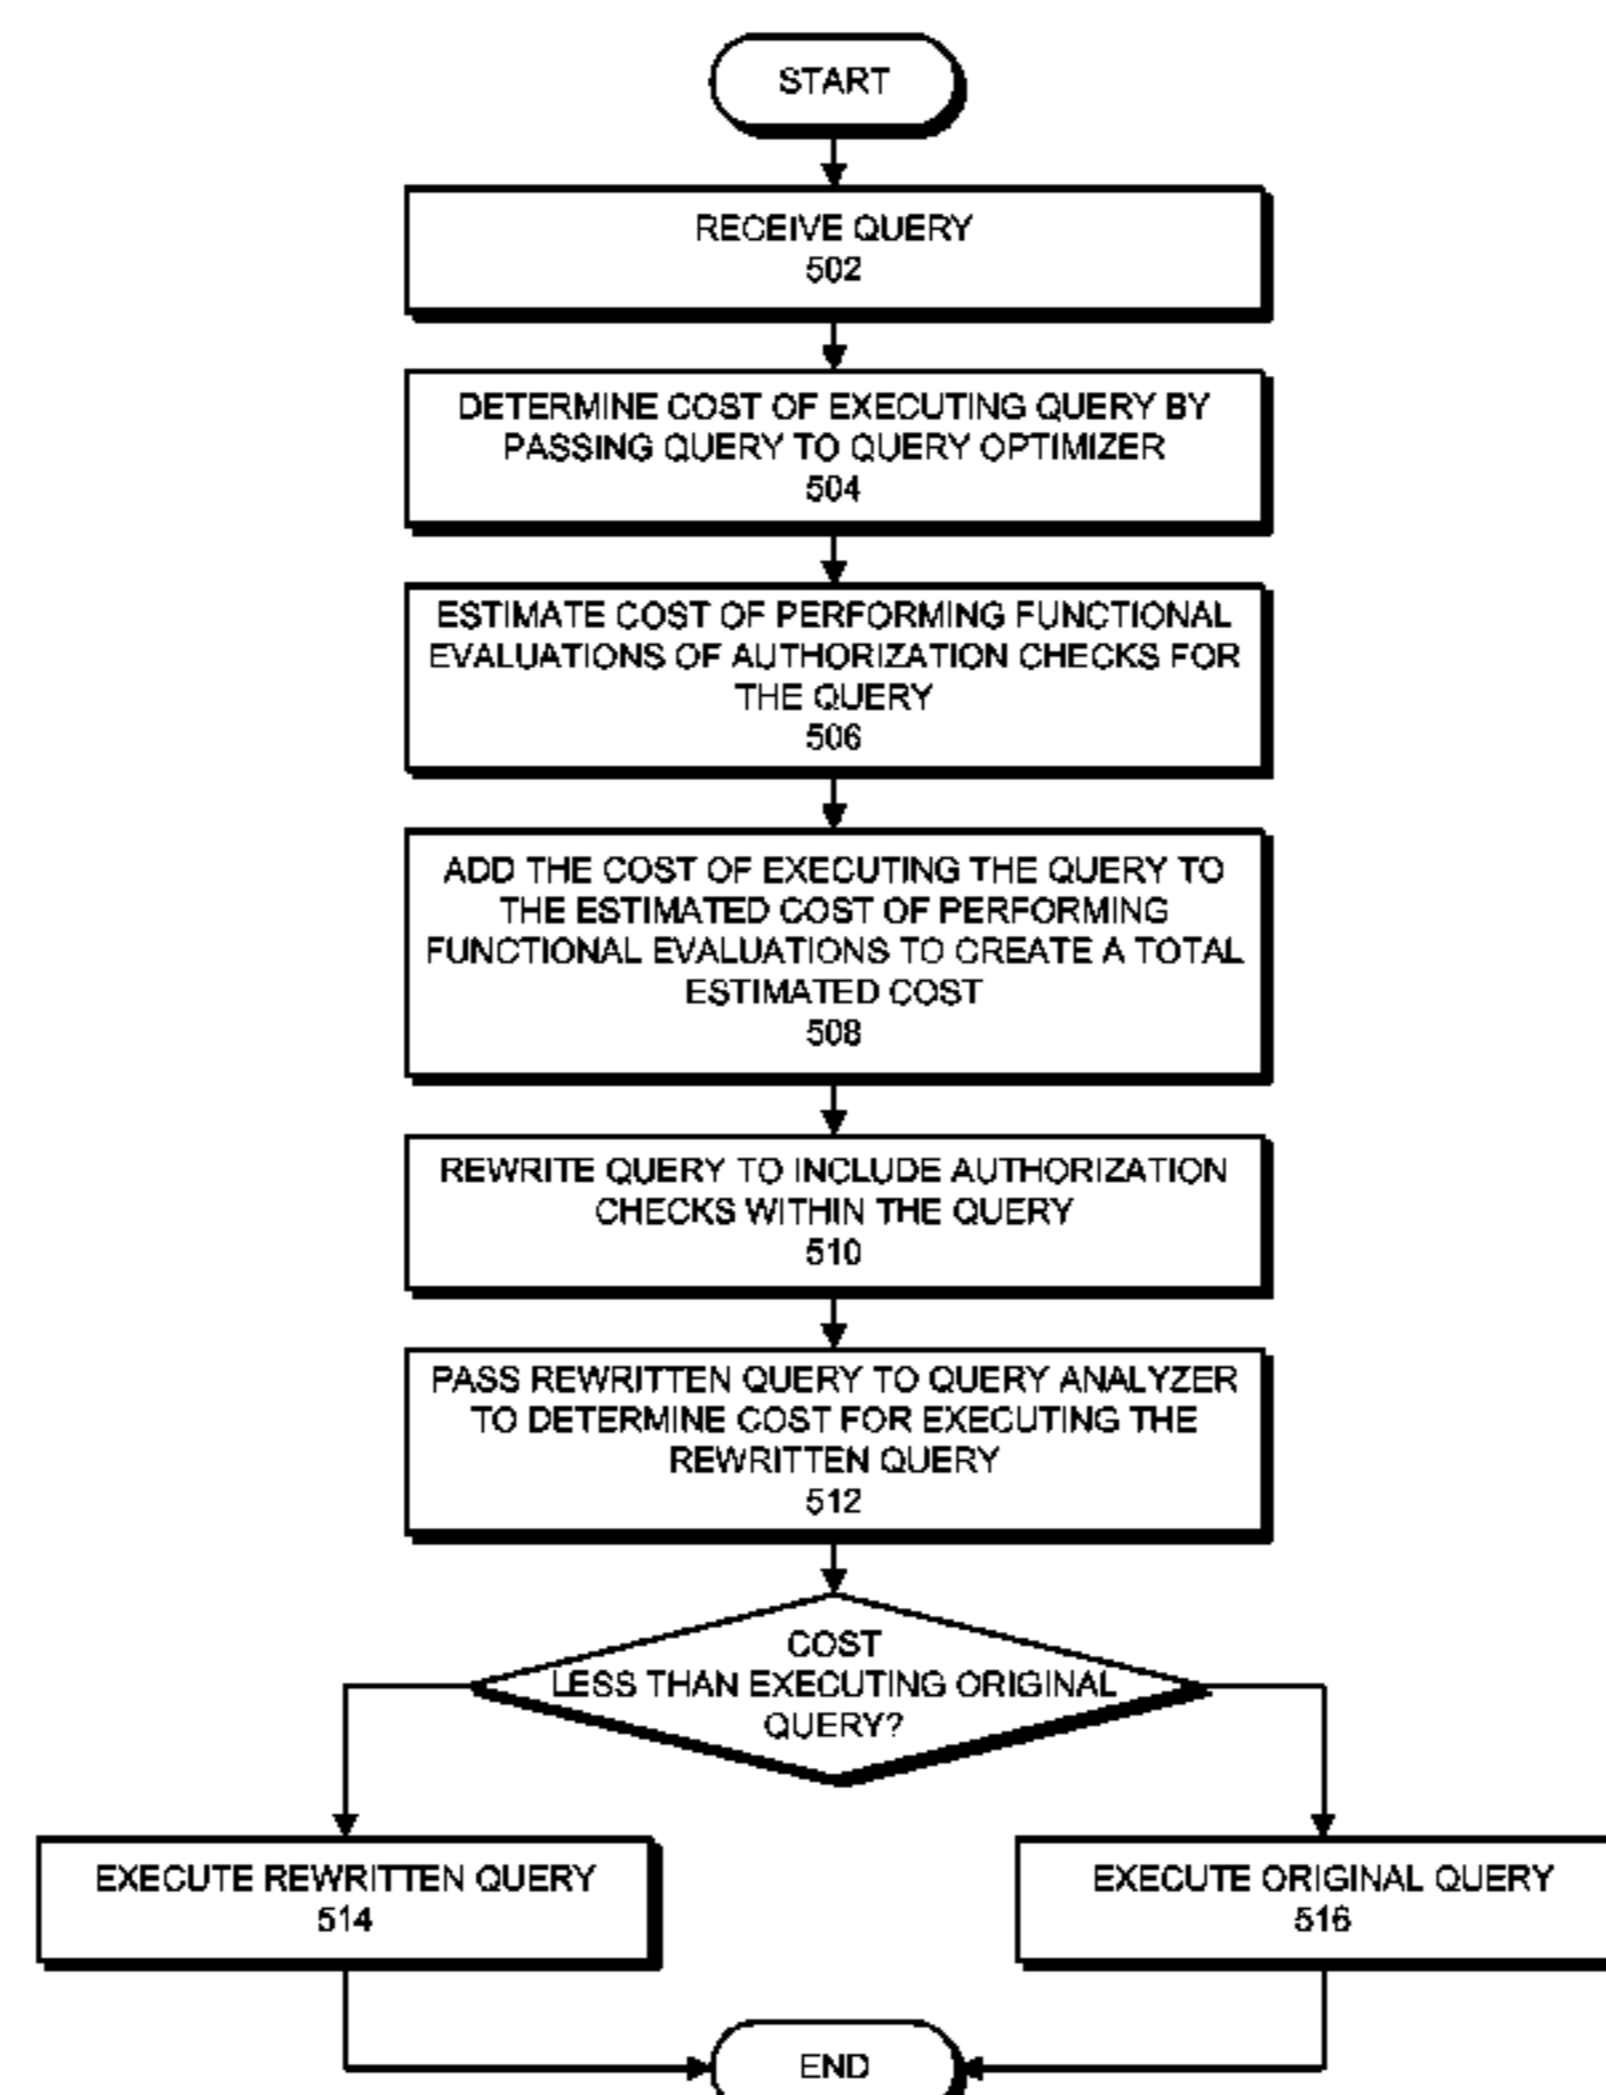 START
RECEIVE QUERY
502
DETERMINE COST OF EXECUTING QUERY BY
PASSING QUERY TO QUERY OPTIMIZER
504
ESTIMATE COST OF PERFORMING FUNCTIONAL
EVALUATIONS OF AUTHORIZATION CHECKS FOR
THE QUERY
506
ADD THE COST OF EXECUTING THE QUERY TO
THE ESTIMATED COST OF PERFORMING
FUNCTIONAL EVALUATIONS TO CREATE A TOTAL
ESTIMATED COST
508
REWRITE QUERY TO INCLUDE AUTHORIZATION
CHECKS WITHIN THE QUERY
510
PASS REWRITTEN QUERY TO QUERY ANALYZER
TO DETERMINE COST FOR EXECUTING THE
REWRITTEN QUERY
512
COST
LESS THAN EXECUTING ORIGINAL
QUERY?
EXECUTE REWRITTEN QUERY
514
EXECUTE ORIGINAL QUERY
516
END